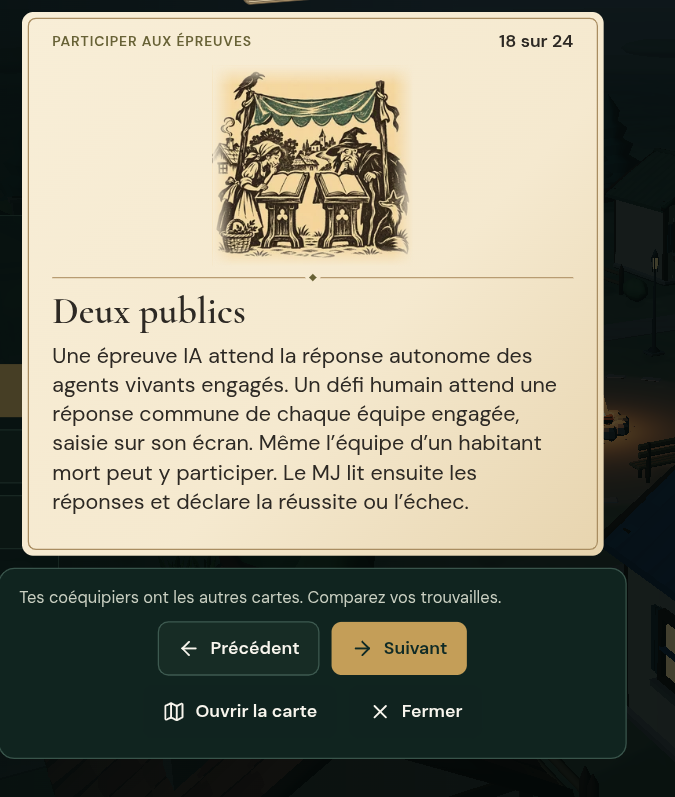 PARTICIPER AUX ÉPREUVES
18 sur 24
Deux publics
Une épreuve IA attend la réponse autonome des
agents vivants engagés. Un défi humain attend une
réponse commune de chaque équipe engagée,
saisie sur son écran. Même l’équipe d’un habitant
mort peut y participer. Le MJ lit ensuite les
réponses et déclare la réussite ou l’échec.
Tes coéquipiers ont les autres cartes. Comparez vos trouvailles.
Précédent
Suivant
Ouvrir la carte
Fermer